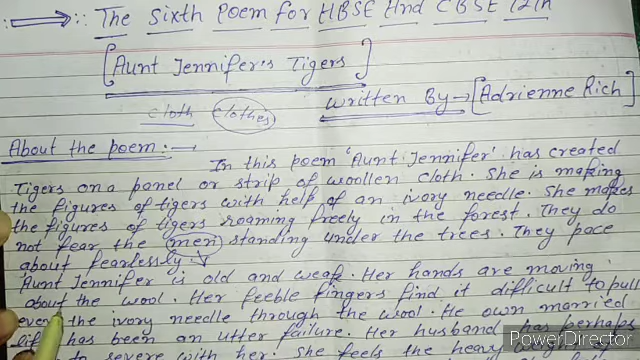 The Sixth Poem for HBSE And CBSE 12th
[Aunt Jennifer's Tigers]
cloth clothes written By → [Adrienne Rich]
About the poem :- →
In this poem 'Aunt Jennifer' has created
Tigers on a panel or strip of woollen cloth. She is making
the figures of tigers with help of an ivory needle. She makes
the figures of tigers roaming freely in the forest. They do
not fear the men standing under the trees. They pace
about fearlessly.
Aunt Jennifer is old and weak. Her hands are moving
about the wool. Her feeble fingers find it difficult to pull
even the ivory needle through the wool. He own married
life has been an utter failure. Her husband has perhaps
to severe with her. She feels the heavy weight
PowerDirector